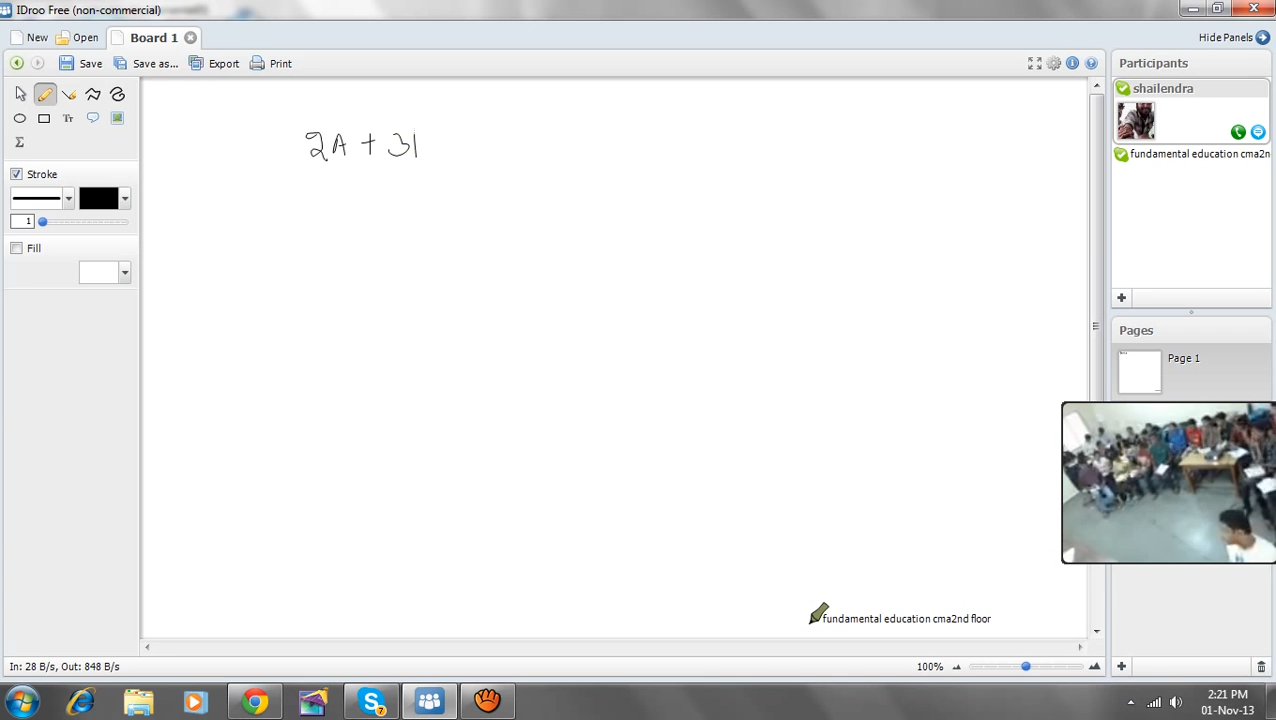 IDroo Free (non-commercial)
New Open Board 1 Hide Panels
Save Save as... Export Print
Participants
shailendra
fundamental education cma2n
2A + 3I
Stroke
1
Fill
Pages
Page 1
fundamental education cma2nd floor
In: 28 B/s, Out: 848 B/s 100%
7
2:21 PM
01-Nov-13